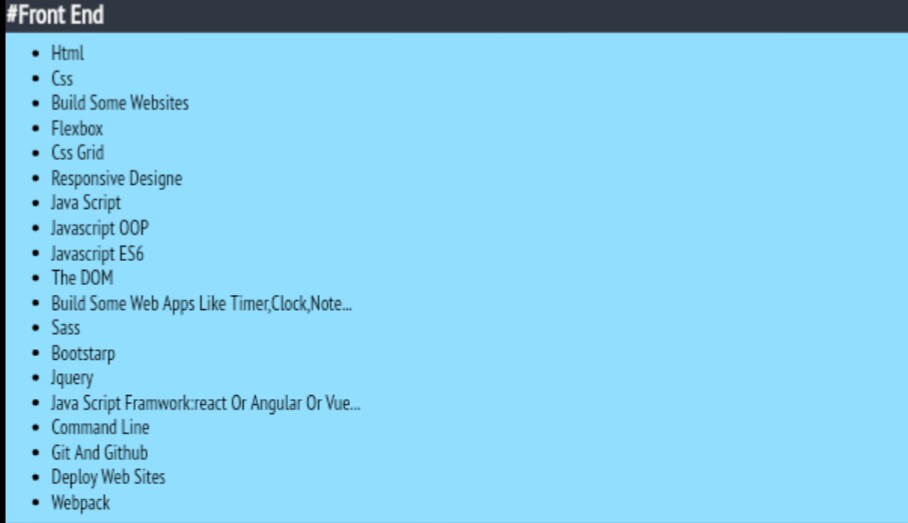 #Front End
• Html
• Css
• Build Some Websites
• Flexbox
• Css Grid
• Responsive Designe
• Java Script
• Javascript OOP
• Javascript ES6
• The DOM
• Build Some Web Apps Like Timer,Clock,Note...
• Sass
• Bootstarp
• Jquery
• Java Script Framwork:react Or Angular Or Vue...
• Command Line
• Git And Github
• Deploy Web Sites
• Webpack